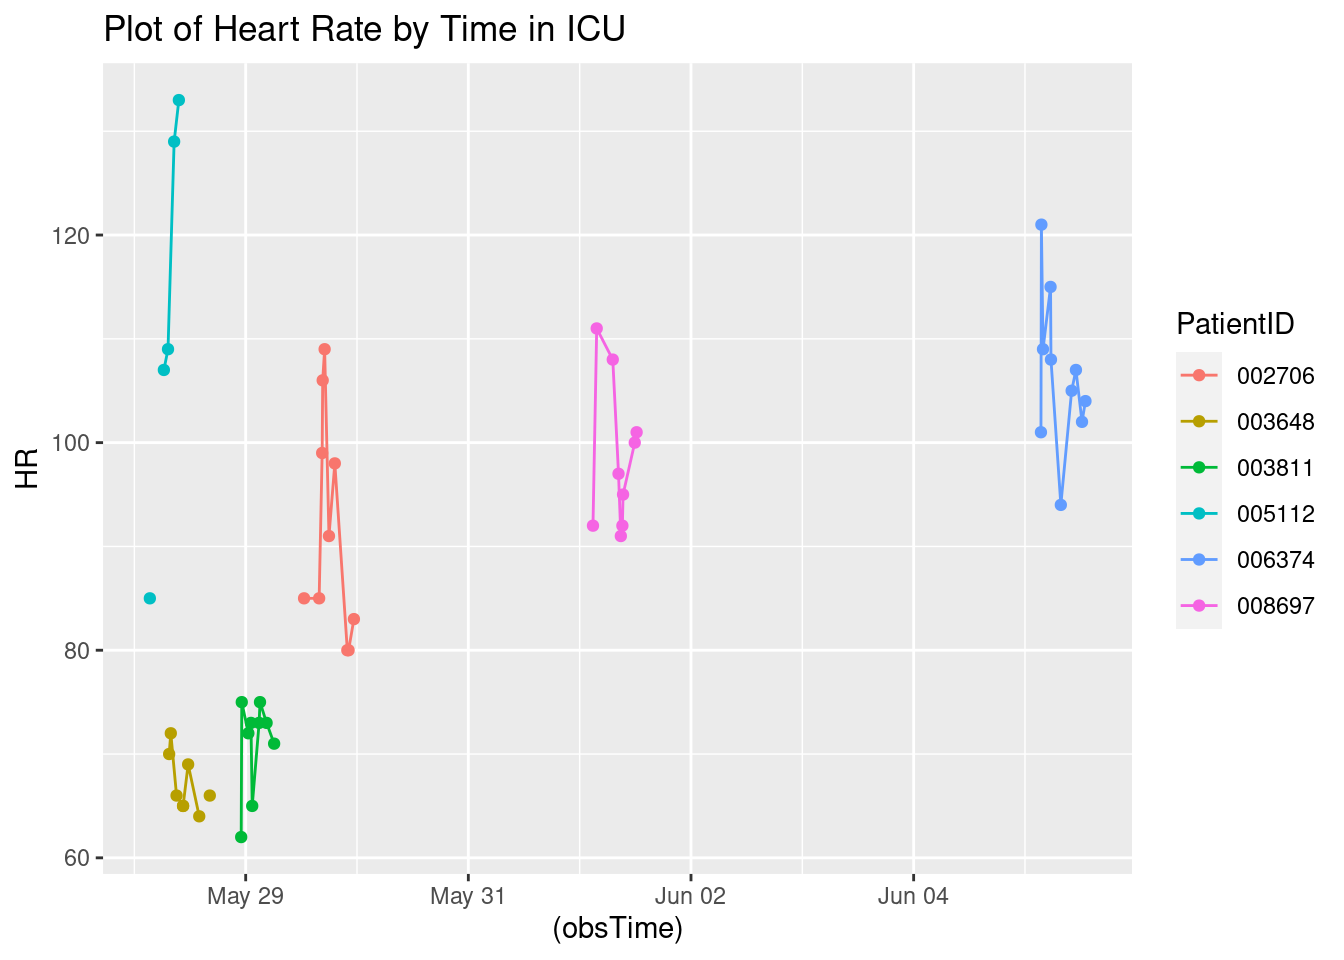 Plot of Heart Rate by Time in ICU
120
100
80
60
HR
May 29
May 31
Jun 02
Jun 04
(obsTime)
PatientID
002706
003648
003811
005112
006374
008697